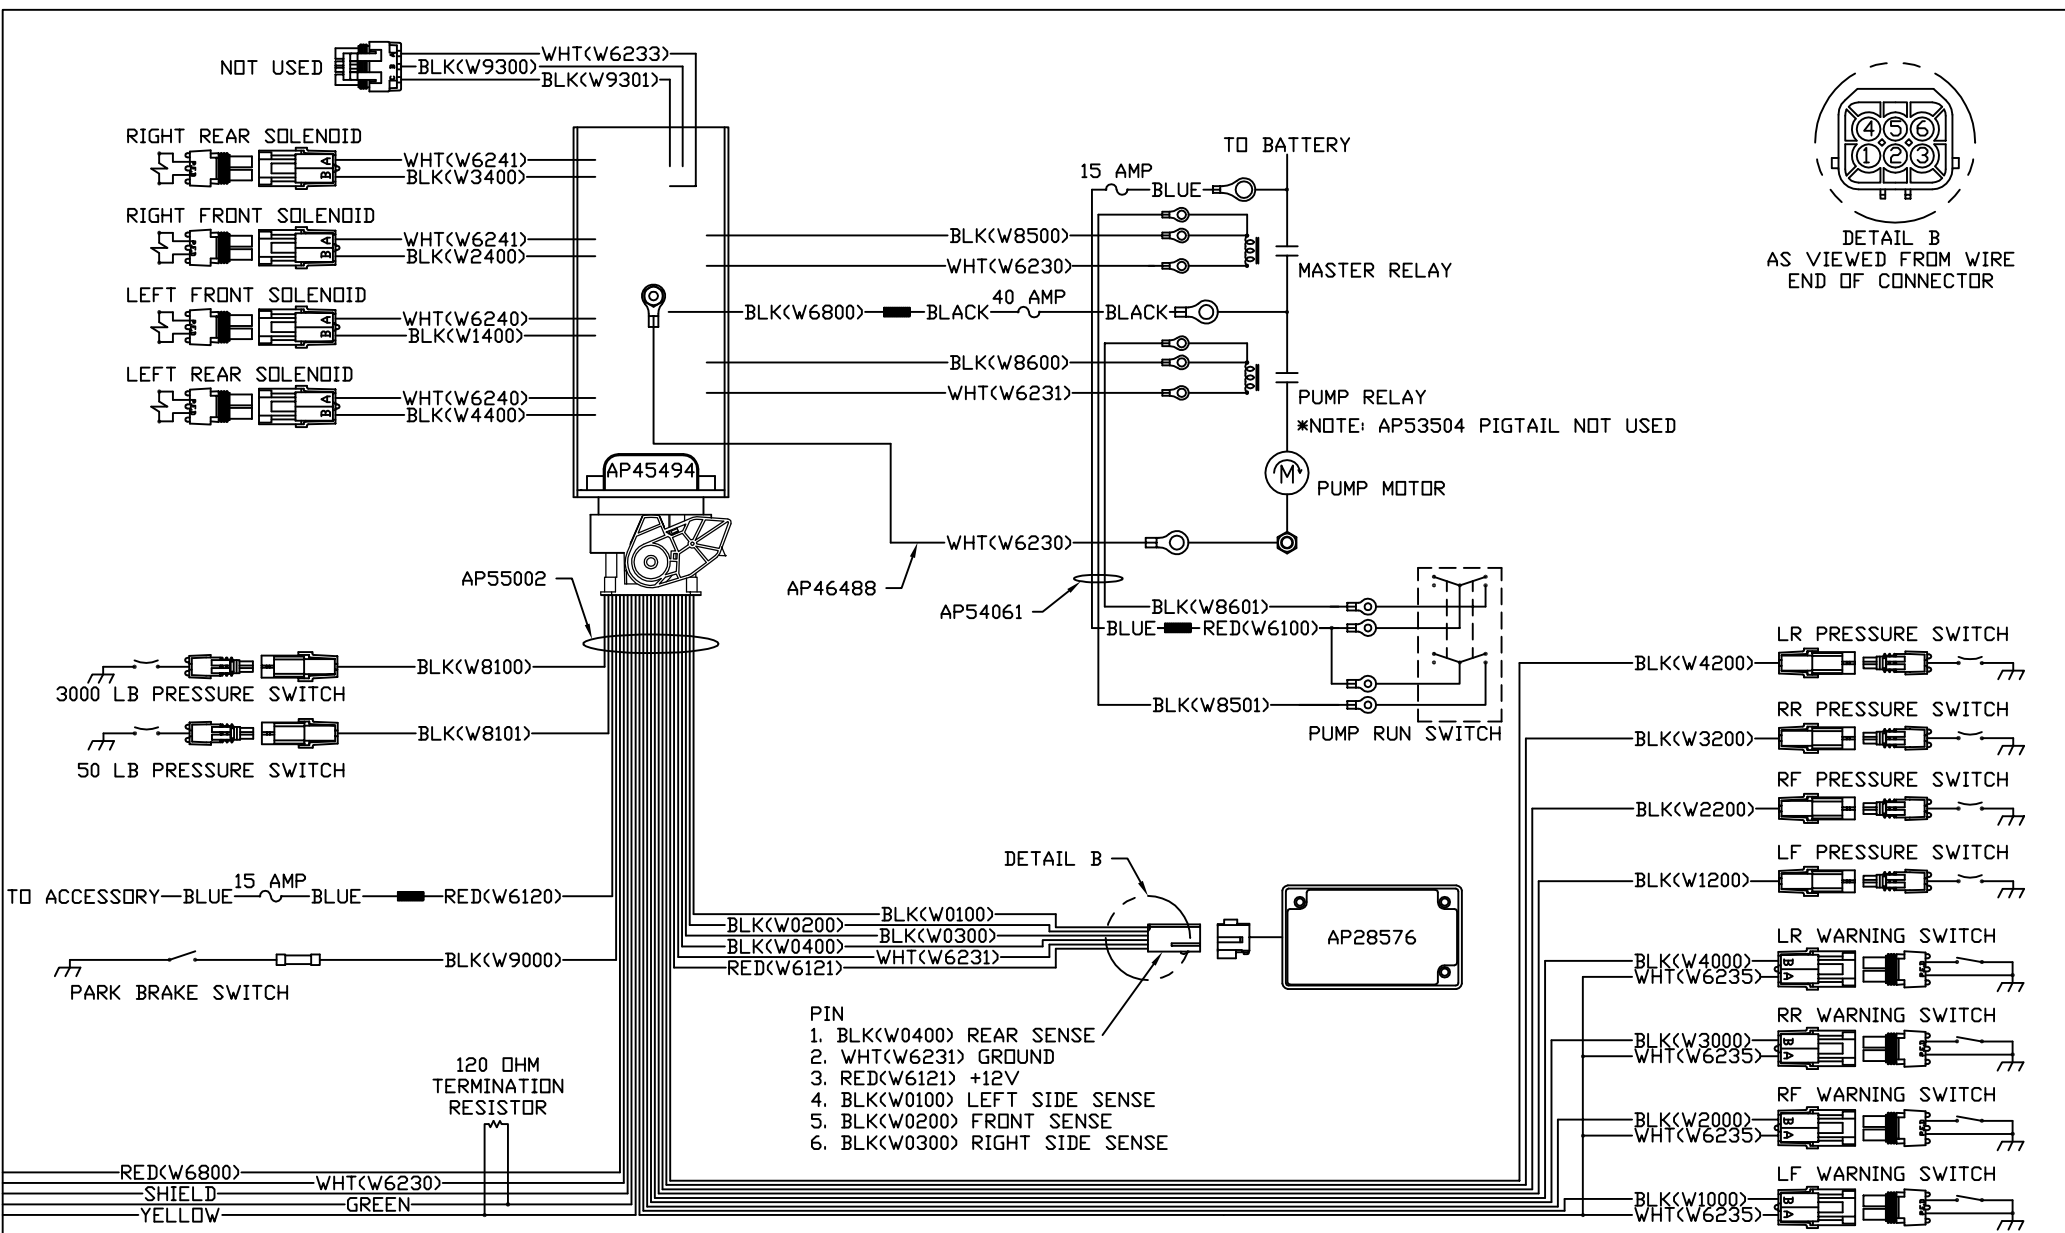 NOT USED
WHT(W6233)
BLK(W9300)
BLK(W9301)
RIGHT REAR SOLENOID
A
B
WHT(W6241)
BLK(W3400)
RIGHT FRONT SOLENOID
A
B
WHT(W6241)
BLK(W2400)
LEFT FRONT SOLENOID
A
B
WHT(W6240)
BLK(W1400)
LEFT REAR SOLENOID
A
B
WHT(W6240)
BLK(W4400)
AP45494
TO BATTERY
15 AMP
BLUE
BLK(W8500)
WHT(W6230)
MASTER RELAY
BLK(W6800)
BLACK
40 AMP
BLACK
BLK(W8600)
WHT(W6231)
PUMP RELAY
*NOTE: AP53504 PIGTAIL NOT USED
M
PUMP MOTOR
WHT(W6230)
AP46488
AP54061
BLK(W8601)
BLUE
RED(W6100)
BLK(W8501)
PUMP RUN SWITCH
4 5 6
1 2 3
DETAIL B
AS VIEWED FROM WIRE
END OF CONNECTOR
AP55002
BLK(W8100)
3000 LB PRESSURE SWITCH
BLK(W8101)
50 LB PRESSURE SWITCH
TO ACCESSORY
BLUE
15 AMP
BLUE
RED(W6120)
BLK(W9000)
PARK BRAKE SWITCH
120 OHM
TERMINATION
RESISTOR
RED(W6800)
WHT(W6230)
SHIELD
GREEN
YELLOW
DETAIL B
BLK(W0100)
BLK(W0200)
BLK(W0300)
BLK(W0400)
WHT(W6231)
RED(W6121)
AP28576
PIN
1. BLK(W0400) REAR SENSE
2. WHT(W6231) GROUND
3. RED(W6121) +12V
4. BLK(W0100) LEFT SIDE SENSE
5. BLK(W0200) FRONT SENSE
6. BLK(W0300) RIGHT SIDE SENSE
LR PRESSURE SWITCH
BLK(W4200)
RR PRESSURE SWITCH
BLK(W3200)
RF PRESSURE SWITCH
BLK(W2200)
LF PRESSURE SWITCH
BLK(W1200)
LR WARNING SWITCH
BLK(W4000)
WHT(W6235)
B
A
RR WARNING SWITCH
BLK(W3000)
WHT(W6235)
B
A
RF WARNING SWITCH
BLK(W2000)
WHT(W6235)
B
A
LF WARNING SWITCH
BLK(W1000)
WHT(W6235)
B
A